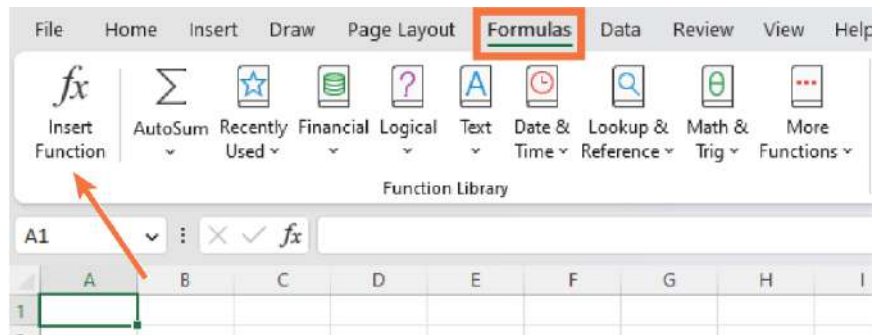 File Home Insert Draw Page Layout Formulas Data Review View Help
fx
Insert Function
AutoSum
Recently Used
Financial
Logical
?
A
Text
Date & Time
Lookup & Reference
θ
Math & Trig
More Functions
Function Library
A1 fx
A B C D E F G H I
1